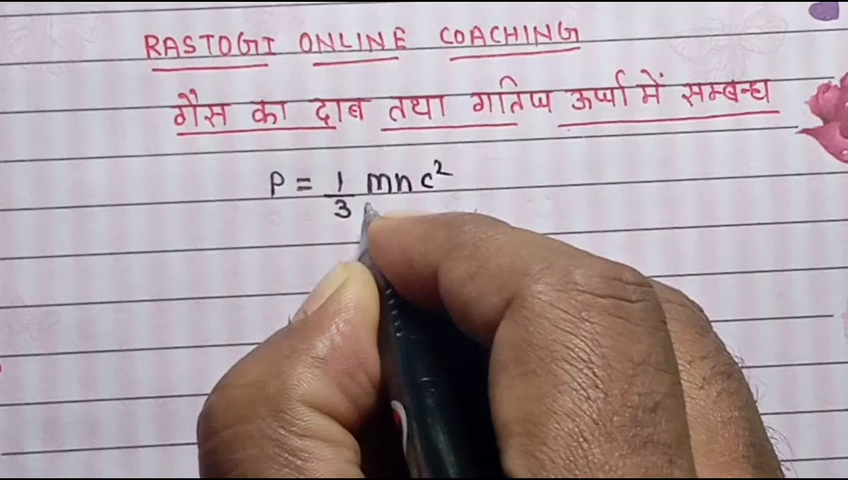 RASTOGI ONLINE COACHING
गैस का दाब तथा गतिज ऊर्जा में सम्बन्ध
P = 1/3 mnc²